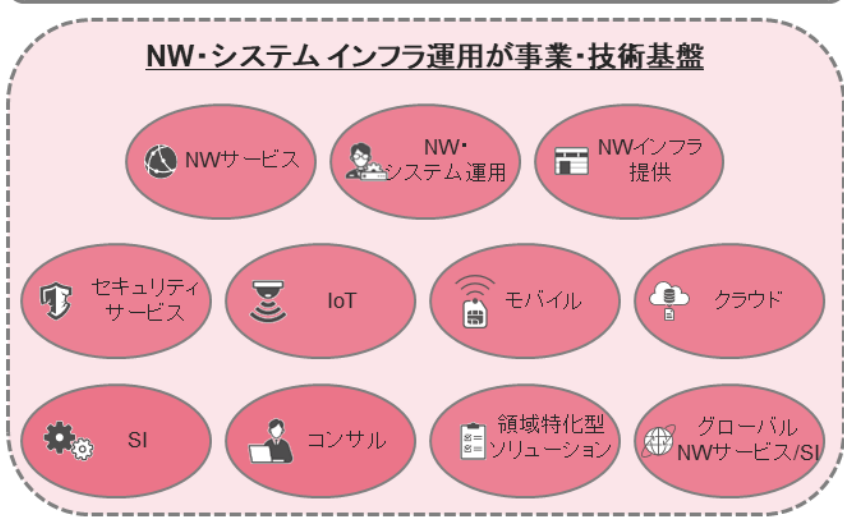 NW・システム インフラ運用が事業・技術基盤
NWサービス
NW・
システム運用
NWインフラ
提供
セキュリティ
サービス
IoT
モバイル
クラウド
SI
コンサル
領域特化型
ソリューション
グローバル
NWサービス/SI